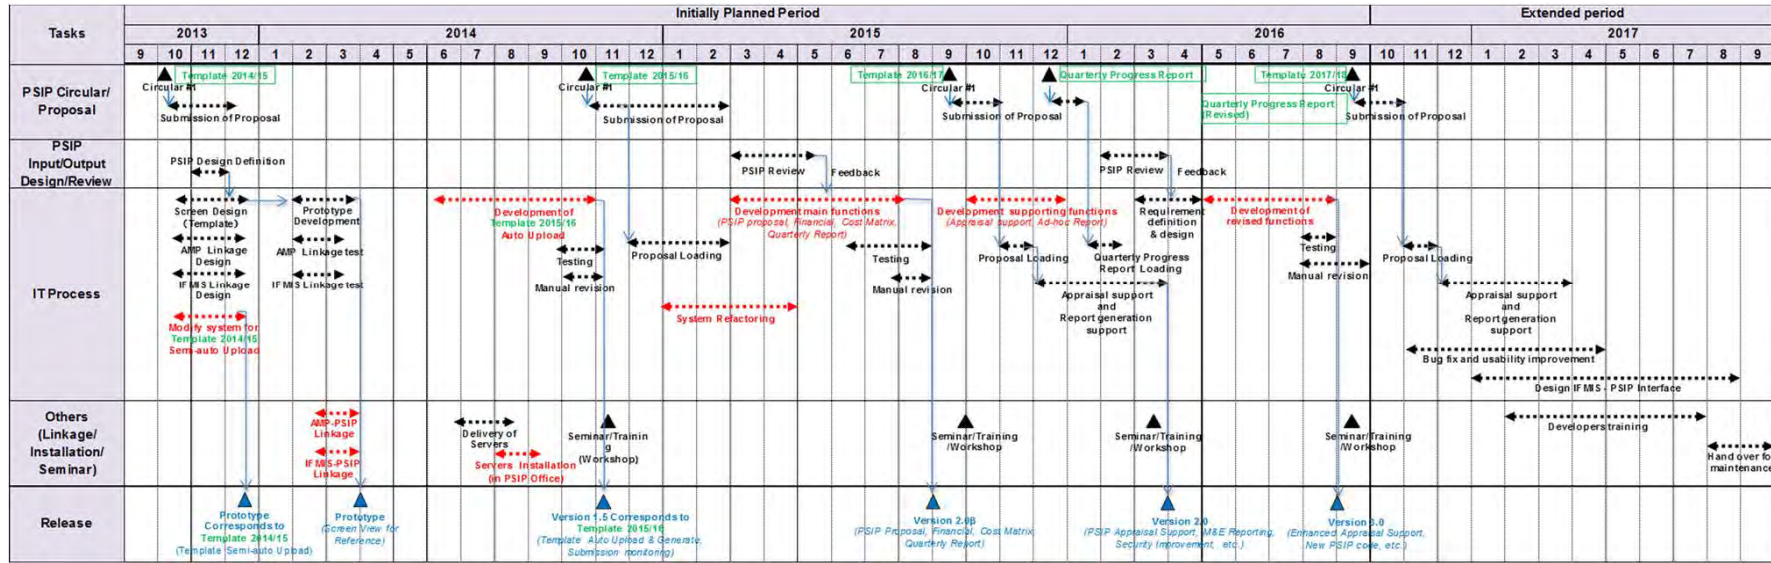 Tasks
Initially Planned Period
Extended period
2013
2014
2015
2016
2017
9 10 11 12 1 2 3 4 5 6 7 8 9 10 11 12 1 2 3 4 5 6 7 8 9 10 11 12 1 2 3 4 5 6 7 8 9 10 11 12 1 2 3 4 5 6 7 8 9
PSIP Circular/
Proposal
Template 2014/15
Circular #1
Submission of Proposal
Template 2015/16
Circular #1
Submission of Proposal
Template 2016/17
Circular #1
Submission of Proposal
Quarterly Progress Report
Template 2017/18
Circular #1
Quarterly Progress Report
(Revised)
Submission of Proposal
PSIP
Input/Output
Design/Review
PSIP Design Definition
PSIP Review
Feedback
PSIP Review
Feedback
IT Process
Screen Design
(Template)
AMP Linkage
Design
IFMIS Linkage
Design
Modify system for
Template 2014/15
Semi-auto Upload
Prototype
Development
AMP Linkage test
IFMIS Linkage test
Development of
Template 2015/16
Auto Upload
Testing
Manual revision
Proposal Loading
System Refactoring
Development main functions
(PSIP proposal, Financial, Cost Matrix,
Quarterly Report)
Testing
Manual revision
Development supporting functions
(Appraisal support, Ad-hoc Report)
Proposal Loading
Quarterly Progress
Report Loading
Appraisal support
and
Report generation
support
Requirement
definition
& design
Development of
revised functions
Testing
Manual revision
Proposal Loading
Appraisal support
and
Report generation
support
Bug fix and usability improvement
Design IFMIS - PSIP Interface
Others
(Linkage/
Installation/
Seminar)
AMP-PSIP
Linkage
IFMIS-PSIP
Linkage
Delivery of
Servers
Servers Installation
(in PSIP Office)
Seminar/Trainin
g
(Workshop)
Seminar/Training
/Workshop
Seminar/Training
/Workshop
Seminar/Training
/Workshop
Developers training
Hand over fo
maintenance
Release
Prototype
Corresponds to
Template 2014/15
(Template Semi-auto Upload)
Prototype
(Screen View for
Reference)
Version 1.5 Corresponds to
Template 2015/16
(Template Auto Upload & Generate,
Submission monitoring)
Version 2.0β
(PSIP Proposal, Financial, Cost Matrix
Quarterly Report)
Version 2.0
(PSIP Appraisal Support, M&E Reporting,
Security Improvement, etc.)
Version 3.0
(Enhanced Appraisal Support,
New PSIP code, etc.)